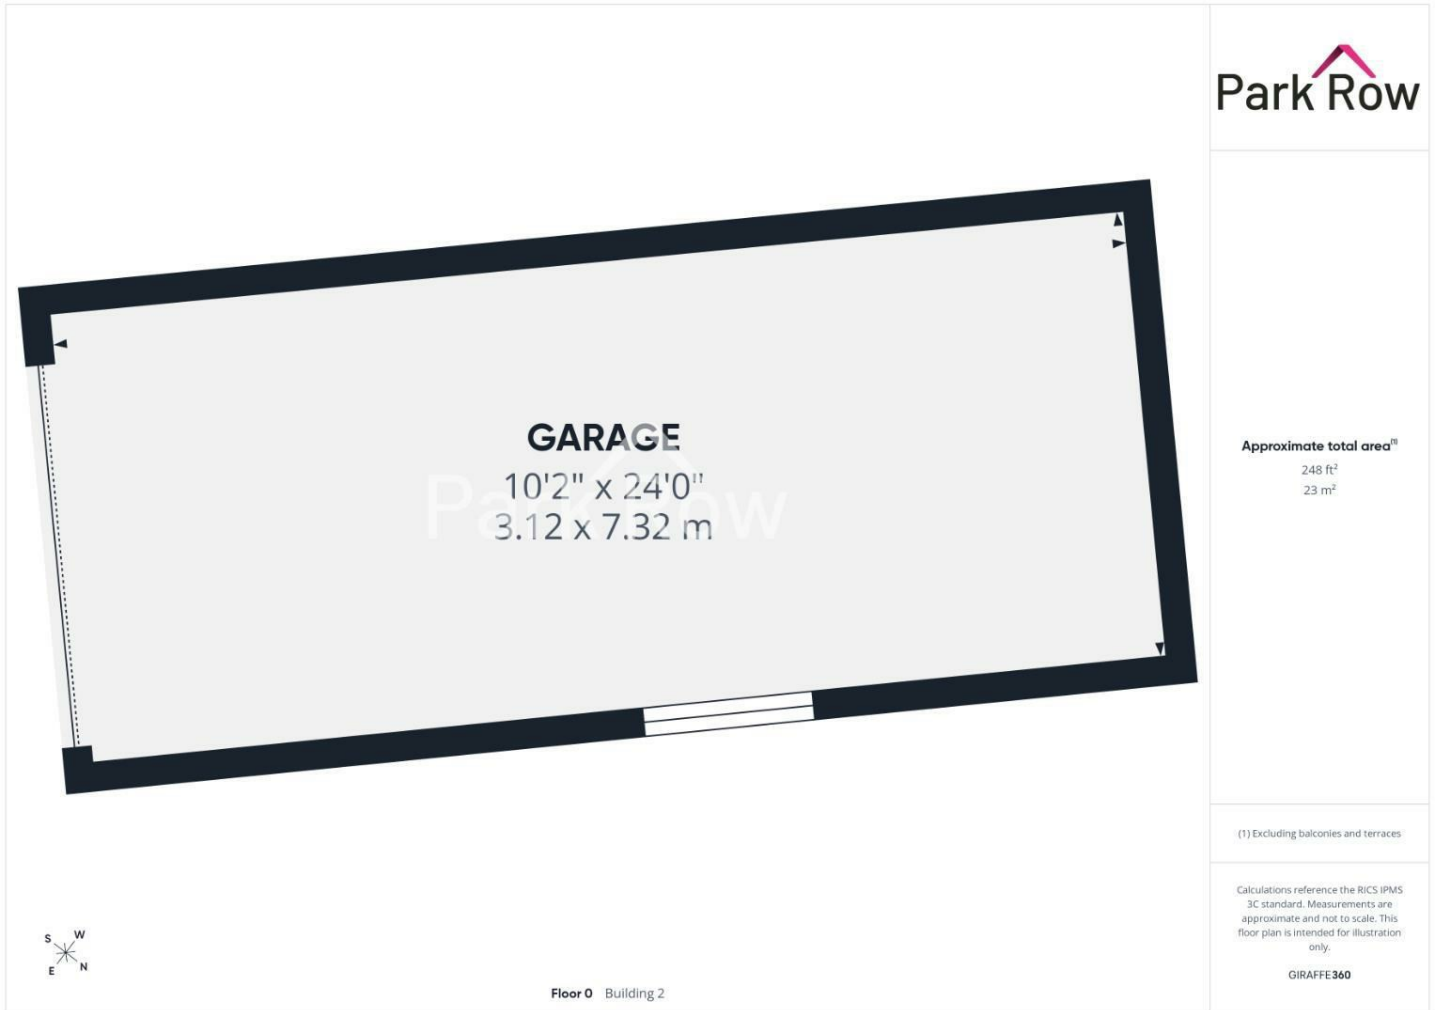 Park Row
GARAGE
10'2" x 24'0"
3.12 x 7.32 m
Park Row
Approximate total area(1)
248 ft²
23 m²
(1) Excluding balconies and terraces
Calculations reference the RICS IPMS
3C standard. Measurements are
approximate and not to scale. This
floor plan is intended for illustration
only.
GIRAFFE360
S W
E N
Floor 0 Building 2